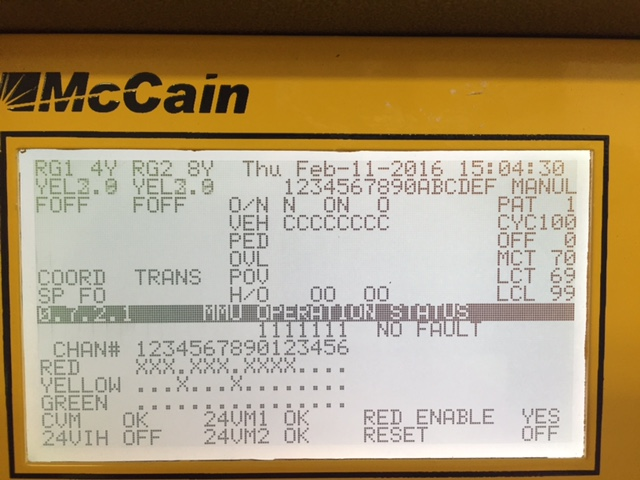 McCain
RG1 4Y RG2 8Y Thu Feb-11-2016 15:04:30
YEL3.0 YEL3.0 1234567890ABCDEF MANUL
FOFF FOFF O/N N ON O PAT 1
VEH CCCCCCCC CYC100
PED OFF 0
OVL MCT 70
COORD TRANS POV LCT 69
SP FO H/O OO OO LCL 99
0.7.2.1 MMU OPERATION STATUS
1111111 NO FAULT
CHAN# 1234567890123456
RED XXX.XXX.XXXX....
YELLOW ...X...X........
GREEN ................
CVM OK 24VM1 OK RED ENABLE YES
24VIH OFF 24VM2 OK RESET OFF